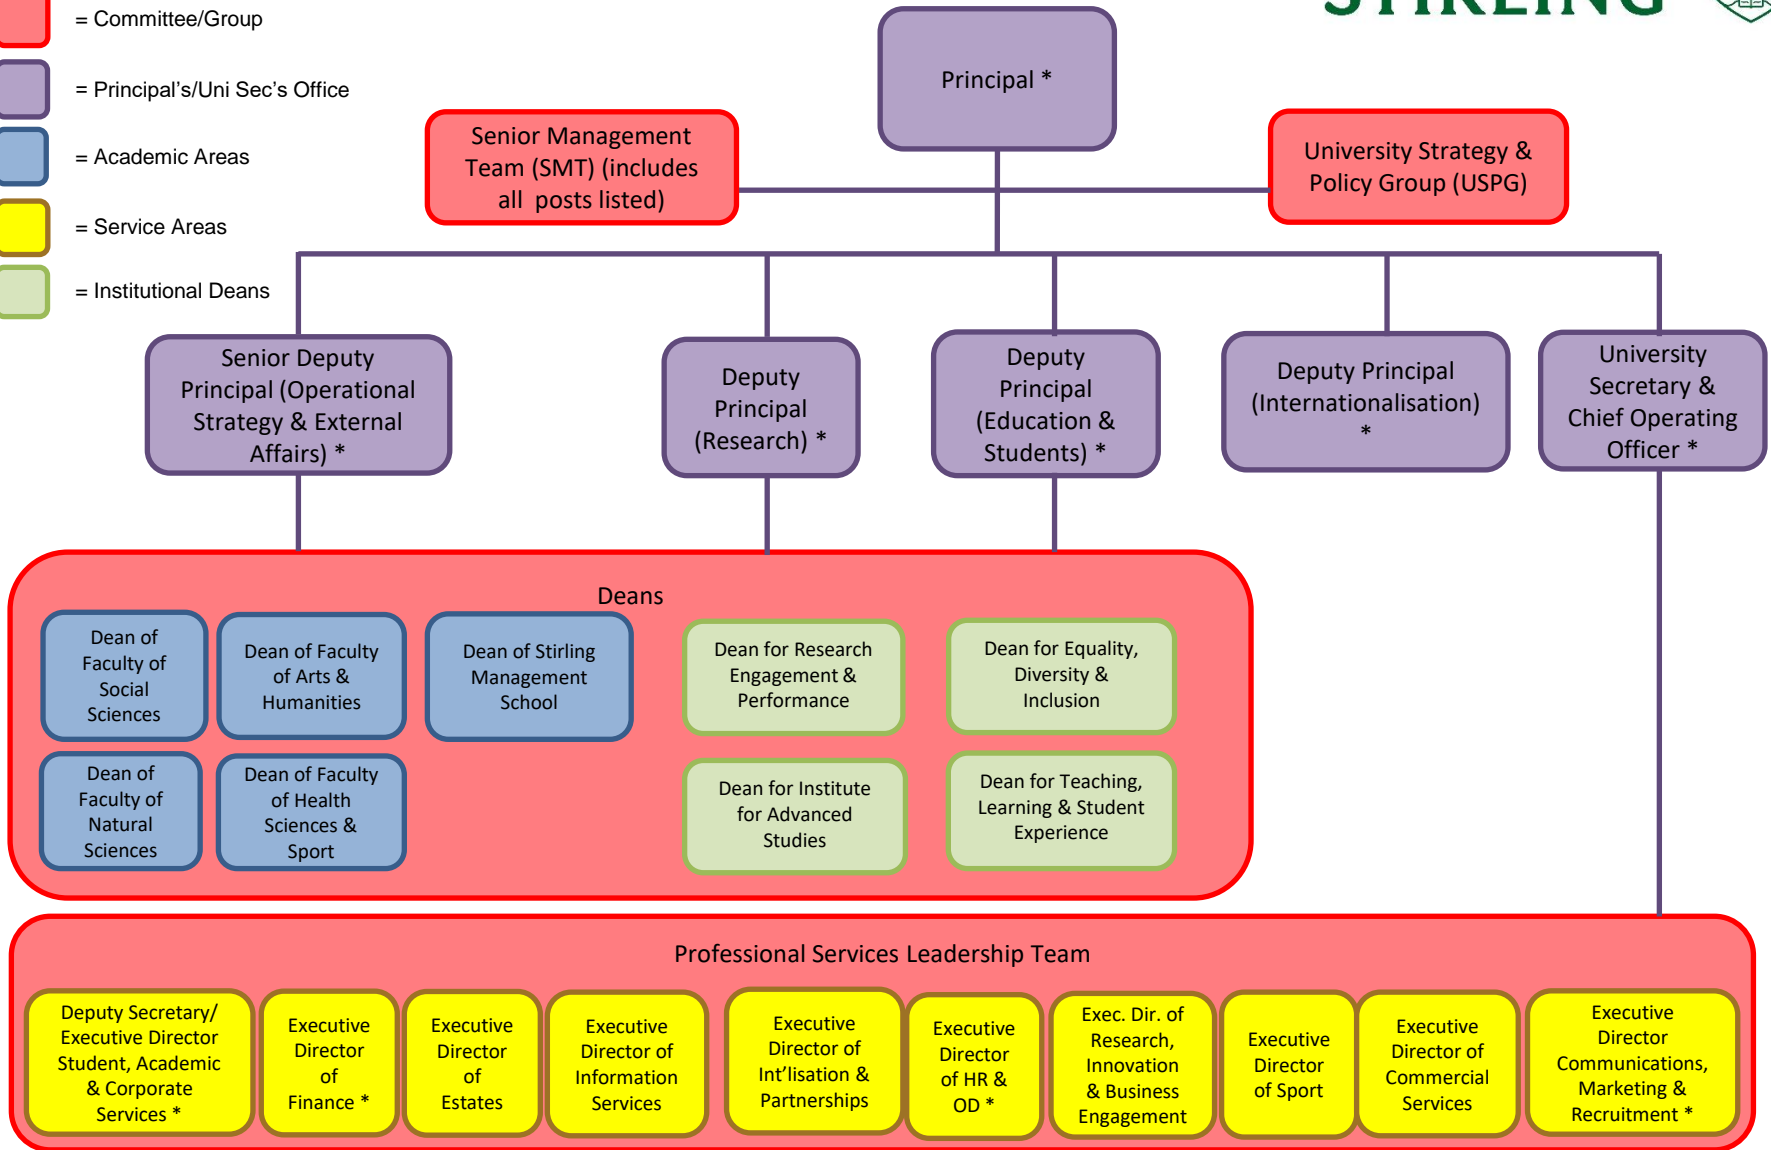 STIRLING
= Committee/Group
= Principal's/Uni Sec's Office
= Academic Areas
= Service Areas
= Institutional Deans
Principal *
Senior Management
Team (SMT) (includes
all posts listed)
University Strategy &
Policy Group (USPG)
Senior Deputy
Principal (Operational
Strategy & External
Affairs) *
Deputy
Principal
(Research) *
Deputy
Principal
(Education &
Students) *
Deputy Principal
(Internationalisation)
*
University
Secretary &
Chief Operating
Officer *
Deans
Dean of
Faculty of
Social
Sciences
Dean of Faculty
of Arts &
Humanities
Dean of Stirling
Management
School
Dean for Research
Engagement &
Performance
Dean for Equality,
Diversity &
Inclusion
Dean of
Faculty of
Natural
Sciences
Dean of Faculty
of Health
Sciences &
Sport
Dean for Institute
for Advanced
Studies
Dean for Teaching,
Learning & Student
Experience
Professional Services Leadership Team
Deputy Secretary/
Executive Director
Student, Academic
& Corporate
Services *
Executive
Director
of
Finance *
Executive
Director
of
Estates
Executive
Director of
Information
Services
Executive
Director of
Int'lisation &
Partnerships
Executive
Director
of HR &
OD *
Exec. Dir. of
Research,
Innovation
& Business
Engagement
Executive
Director
of Sport
Executive
Director of
Commercial
Services
Executive
Director
Communications,
Marketing &
Recruitment *